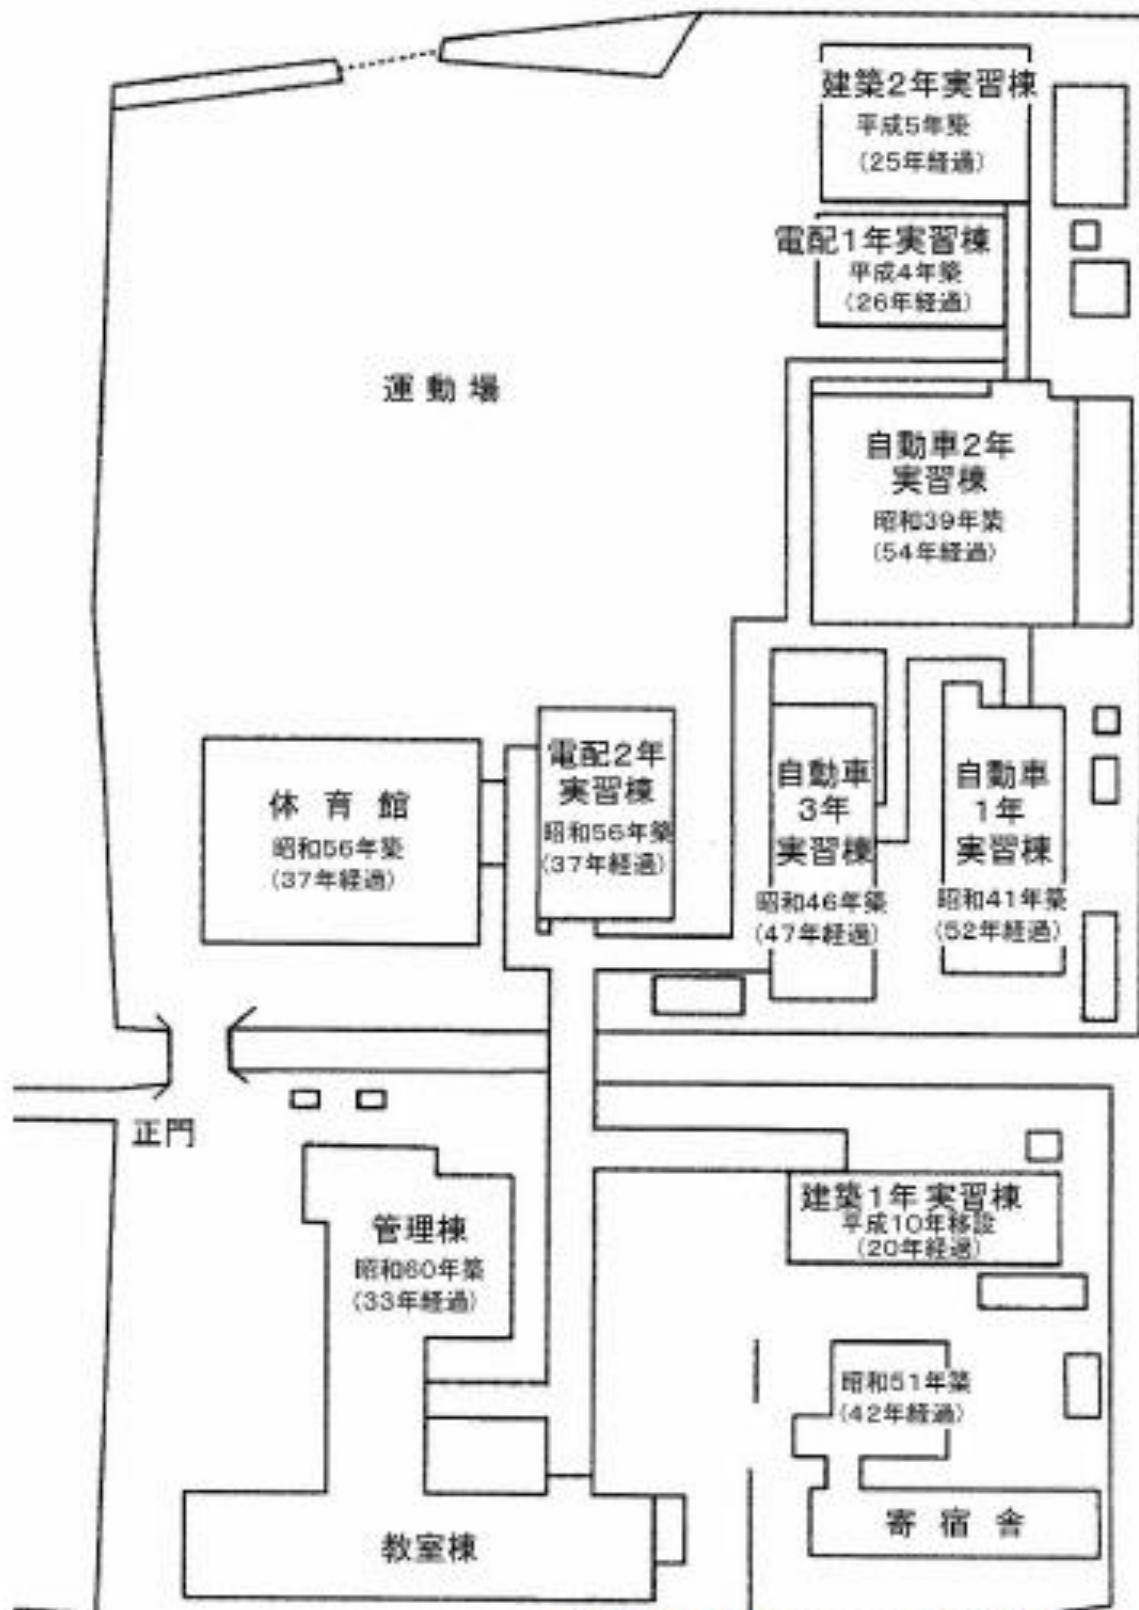 建築2年実習棟
平成5年築
(25年経過)
電配1年実習棟
平成4年築
(26年経過)
運動場
自動車2年
実習棟
昭和39年築
(54年経過)
体育館
昭和56年築
(37年経過)
電配2年
実習棟
昭和56年築
(37年経過)
自動車
3年
実習棟
昭和46年築
(47年経過)
自動車
1年
実習棟
昭和41年築
(52年経過)
正門
管理棟
昭和60年築
(33年経過)
建築1年実習棟
平成10年移設
(20年経過)
昭和51年築
(42年経過)
寄宿舎
教室棟